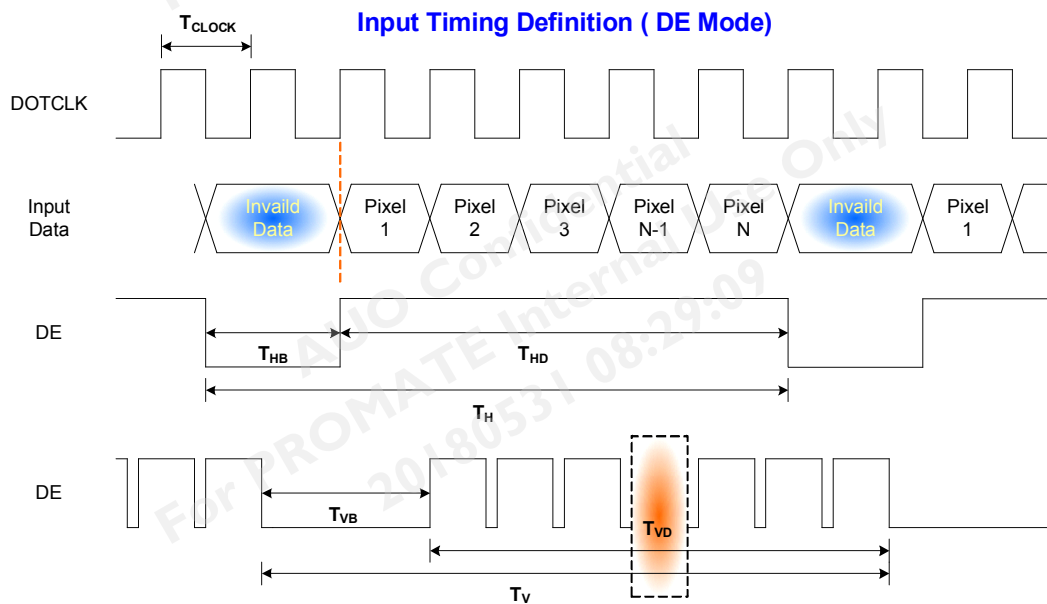 Input Timing Definition ( DE Mode)
TCLOCK
DOTCLK
Input
Data
Invaild
Data
Pixel
1
Pixel
2
Pixel
3
Pixel
N-1
Pixel
N
Invaild
Data
Pixel
1
DE
THB
THD
TH
DE
TVB
TVD
TV
AUO Confidential
For PROMATE Internal Use Only
20180531 08:29:09